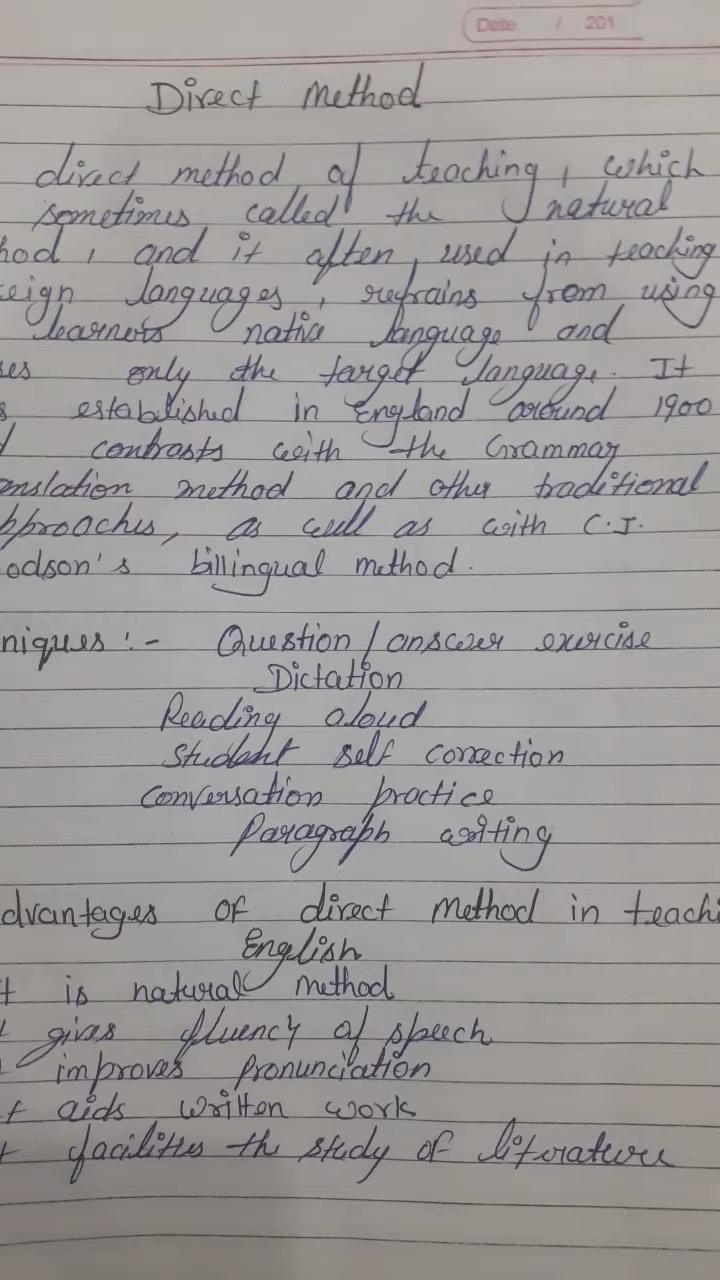 Date / 201
Direct Method
direct method of teaching, which
sometimes called the natural
hod, and it often, used in teaching
eign languages, refrains from using
learners native language and
ses only the target language. It
s established in England around 1900
d contrasts with the Grammar
anslation method and other traditional
pproaches, as well as with C.J.
odson's billingual method.
niques :- Question / answer exercise
Dictation
Reading aloud
Student self correction
Conversation practice
Paragraph writing
dvantages of direct method in teachi
English
t is natural method
t gives fluency of speech
improves pronunciation
t aids written work
t facilities the study of literature